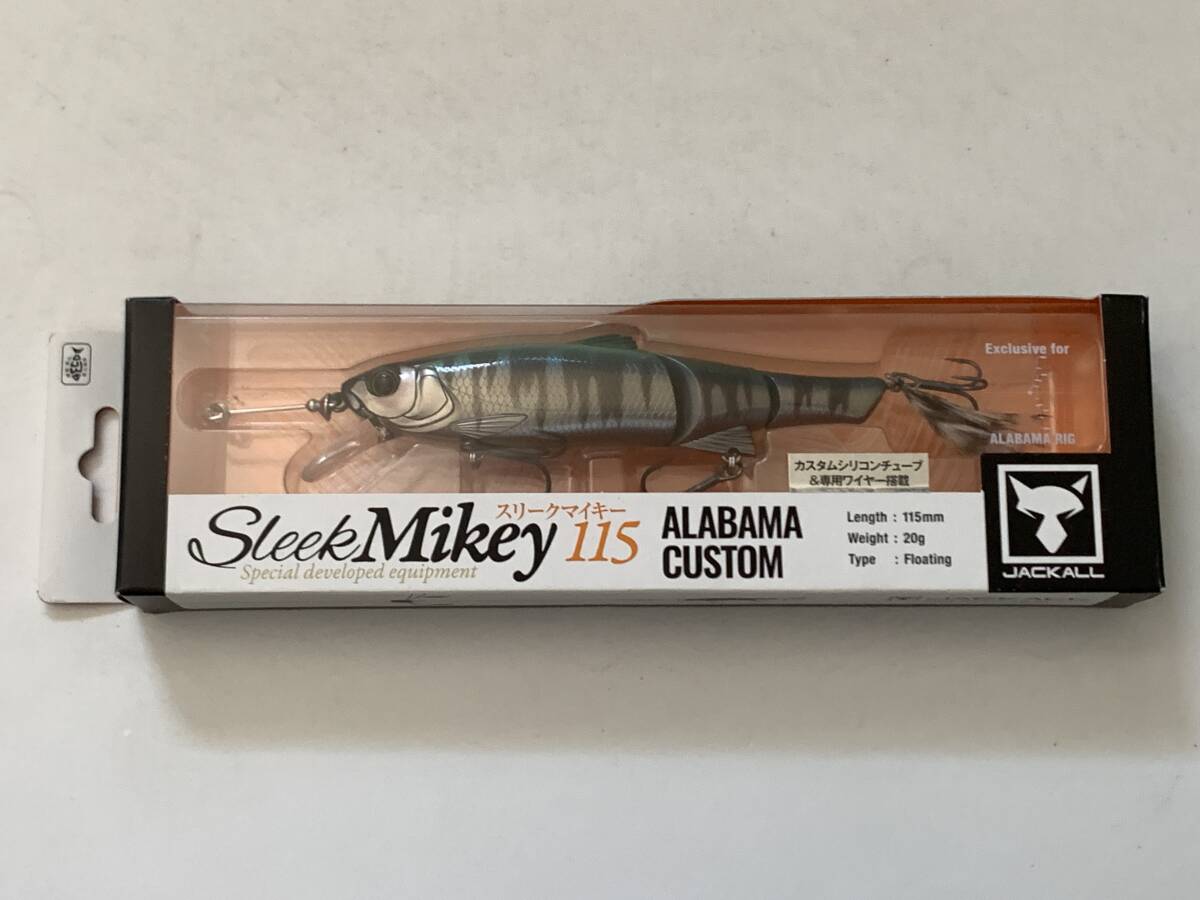 Exclusive for
ALABAMA RIG
カスタムシリコンチューブ
&専用ワイヤー搭載
スリークマイキー
SleekMikey 115
Special developed equipment
ALABAMA
CUSTOM
Length : 115mm
Weight : 20g
Type : Floating
JACKALL